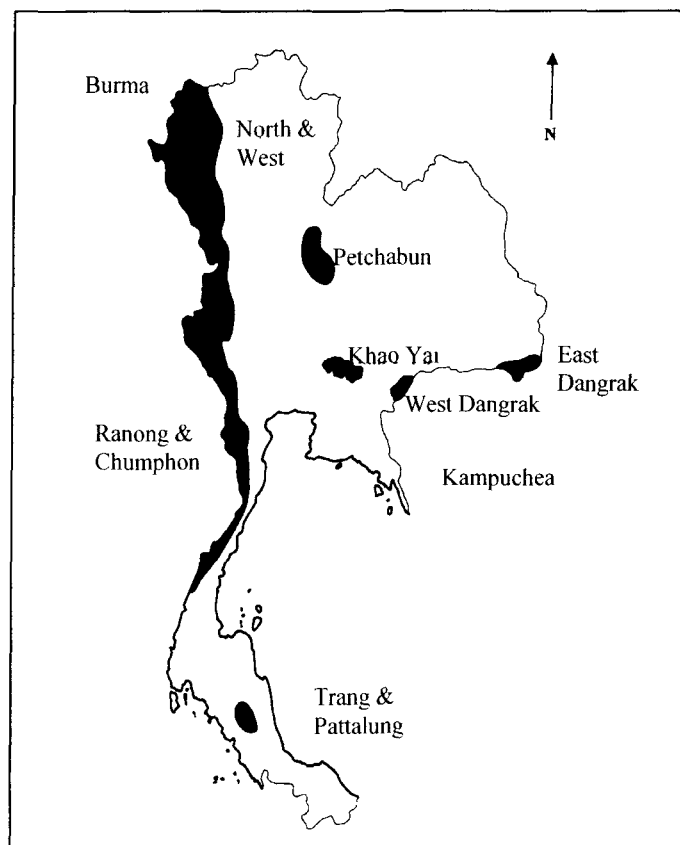 Burma
N
North &
West
Petchabun
Khao Yai
East
Dangrak
West Dangrak
Ranong &
Chumphon
Kampuchea
Trang &
Pattalung